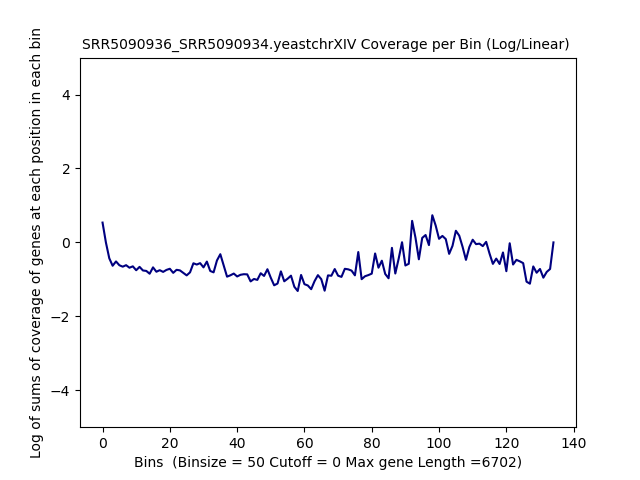 SRR5090936_SRR5090934.yeastchrXIV Coverage per Bin (Log/Linear)
Log of sums of coverage of genes at each position in each bin
4
2
0
−2
−4
0 20 40 60 80 100 120 140
Bins  (Binsize = 50 Cutoff = 0 Max gene Length =6702)